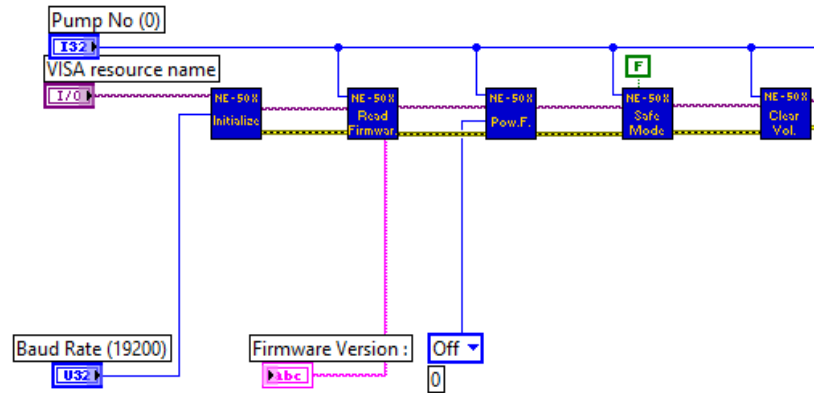 Pump No (0)
I32
VISA resource name
I/O
F
NE-50X
Initialize
NE-50X
Read
Firmwar.
NE-50X
Pow.F.
NE-50X
Safe
Mode
NE-50X
Clear
Vol.
Baud Rate (19200)
U32
Firmware Version :
abc
Off
0